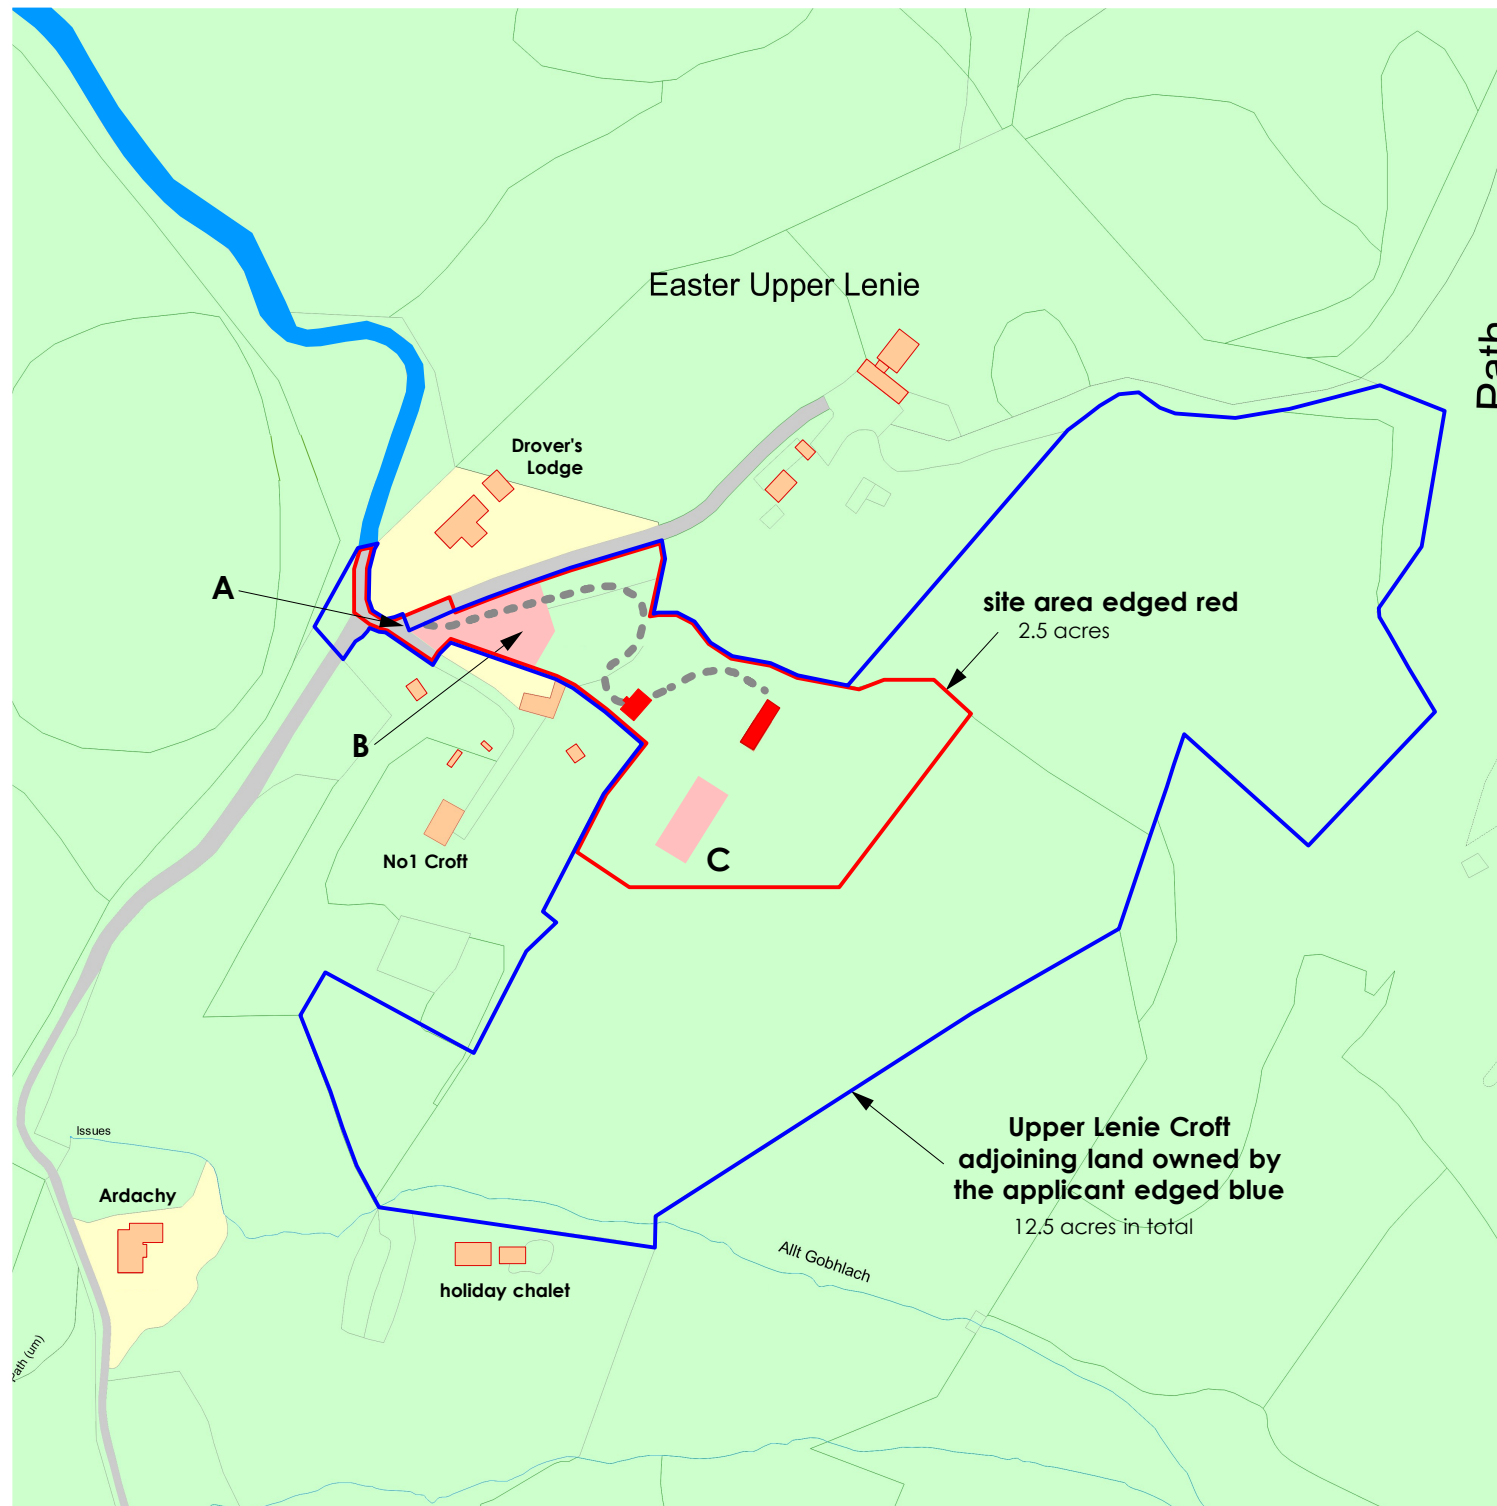 Easter Upper Lenie
Path
Drover's
Lodge
A
site area edged red
2.5 acres
B
C
No1 Croft
Upper Lenie Croft
adjoining land owned by
the applicant edged blue
12.5 acres in total
Issues
Ardachy
Allt Gobhlach
holiday chalet
Path (um)